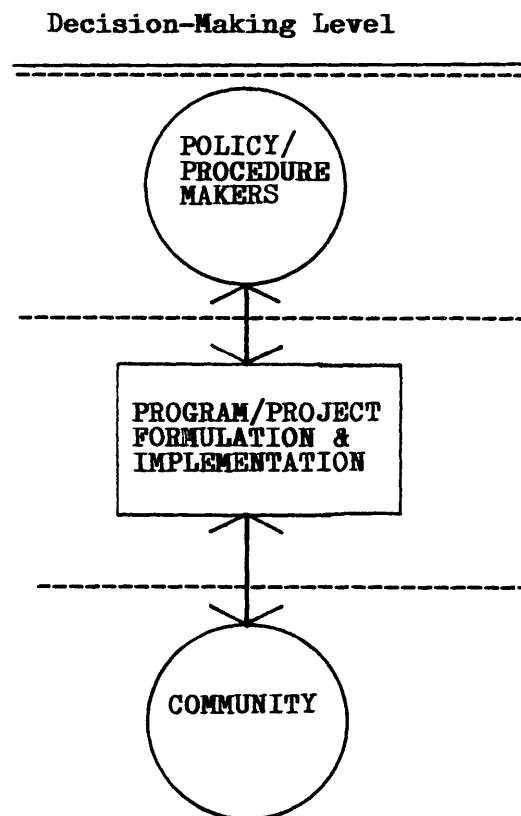 Decision-Making Level
POLICY/
PROCEDURE
MAKERS
PROGRAM/PROJECT
FORMULATION &
IMPLEMENTATION
COMMUNITY